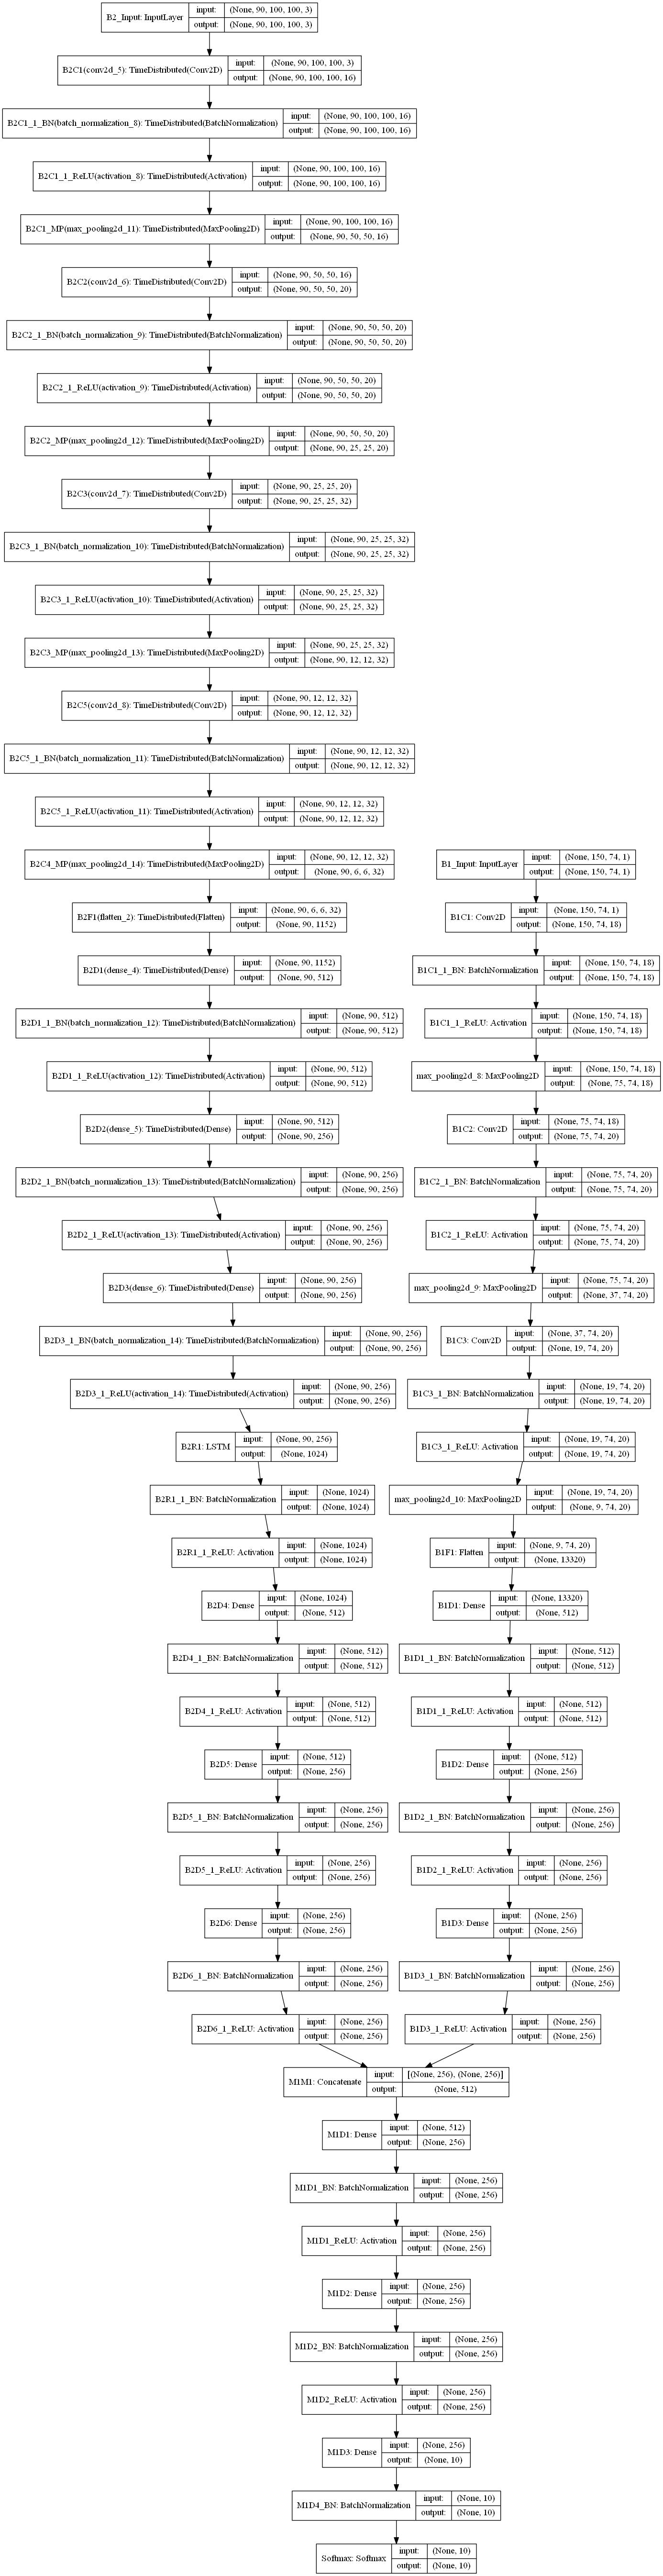 B2_Input: InputLayer
input: (None, 90, 100, 100, 3)
output: (None, 90, 100, 100, 3)
B2C1(conv2d_5): TimeDistributed(Conv2D)
input: (None, 90, 100, 100, 3)
output: (None, 90, 100, 100, 16)
B2C1_1_BN(batch_normalization_8): TimeDistributed(BatchNormalization)
input: (None, 90, 100, 100, 16)
output: (None, 90, 100, 100, 16)
B2C1_1_ReLU(activation_8): TimeDistributed(Activation)
input: (None, 90, 100, 100, 16)
output: (None, 90, 100, 100, 16)
B2C1_MP(max_pooling2d_11): TimeDistributed(MaxPooling2D)
input: (None, 90, 100, 100, 16)
output: (None, 90, 50, 50, 16)
B2C2(conv2d_6): TimeDistributed(Conv2D)
input: (None, 90, 50, 50, 16)
output: (None, 90, 50, 50, 20)
B2C2_1_BN(batch_normalization_9): TimeDistributed(BatchNormalization)
input: (None, 90, 50, 50, 20)
output: (None, 90, 50, 50, 20)
B2C2_1_ReLU(activation_9): TimeDistributed(Activation)
input: (None, 90, 50, 50, 20)
output: (None, 90, 50, 50, 20)
B2C2_MP(max_pooling2d_12): TimeDistributed(MaxPooling2D)
input: (None, 90, 50, 50, 20)
output: (None, 90, 25, 25, 20)
B2C3(conv2d_7): TimeDistributed(Conv2D)
input: (None, 90, 25, 25, 20)
output: (None, 90, 25, 25, 32)
B2C3_1_BN(batch_normalization_10): TimeDistributed(BatchNormalization)
input: (None, 90, 25, 25, 32)
output: (None, 90, 25, 25, 32)
B2C3_1_ReLU(activation_10): TimeDistributed(Activation)
input: (None, 90, 25, 25, 32)
output: (None, 90, 25, 25, 32)
B2C3_MP(max_pooling2d_13): TimeDistributed(MaxPooling2D)
input: (None, 90, 25, 25, 32)
output: (None, 90, 12, 12, 32)
B2C5(conv2d_8): TimeDistributed(Conv2D)
input: (None, 90, 12, 12, 32)
output: (None, 90, 12, 12, 32)
B2C5_1_BN(batch_normalization_11): TimeDistributed(BatchNormalization)
input: (None, 90, 12, 12, 32)
output: (None, 90, 12, 12, 32)
B2C5_1_ReLU(activation_11): TimeDistributed(Activation)
input: (None, 90, 12, 12, 32)
output: (None, 90, 12, 12, 32)
B2C4_MP(max_pooling2d_14): TimeDistributed(MaxPooling2D)
input: (None, 90, 12, 12, 32)
output: (None, 90, 6, 6, 32)
B2F1(flatten_2): TimeDistributed(Flatten)
input: (None, 90, 6, 6, 32)
output: (None, 90, 1152)
B2D1(dense_4): TimeDistributed(Dense)
input: (None, 90, 1152)
output: (None, 90, 512)
B2D1_1_BN(batch_normalization_12): TimeDistributed(BatchNormalization)
input: (None, 90, 512)
output: (None, 90, 512)
B2D1_1_ReLU(activation_12): TimeDistributed(Activation)
input: (None, 90, 512)
output: (None, 90, 512)
B2D2(dense_5): TimeDistributed(Dense)
input: (None, 90, 512)
output: (None, 90, 256)
B2D2_1_BN(batch_normalization_13): TimeDistributed(BatchNormalization)
input: (None, 90, 256)
output: (None, 90, 256)
B2D2_1_ReLU(activation_13): TimeDistributed(Activation)
input: (None, 90, 256)
output: (None, 90, 256)
B2D3(dense_6): TimeDistributed(Dense)
input: (None, 90, 256)
output: (None, 90, 256)
B2D3_1_BN(batch_normalization_14): TimeDistributed(BatchNormalization)
input: (None, 90, 256)
output: (None, 90, 256)
B2D3_1_ReLU(activation_14): TimeDistributed(Activation)
input: (None, 90, 256)
output: (None, 90, 256)
B2R1: LSTM
input: (None, 90, 256)
output: (None, 1024)
B2R1_1_BN: BatchNormalization
input: (None, 1024)
output: (None, 1024)
B2R1_1_ReLU: Activation
input: (None, 1024)
output: (None, 1024)
B2D4: Dense
input: (None, 1024)
output: (None, 512)
B2D4_1_BN: BatchNormalization
input: (None, 512)
output: (None, 512)
B2D4_1_ReLU: Activation
input: (None, 512)
output: (None, 512)
B2D5: Dense
input: (None, 512)
output: (None, 256)
B2D5_1_BN: BatchNormalization
input: (None, 256)
output: (None, 256)
B2D5_1_ReLU: Activation
input: (None, 256)
output: (None, 256)
B2D6: Dense
input: (None, 256)
output: (None, 256)
B2D6_1_BN: BatchNormalization
input: (None, 256)
output: (None, 256)
B2D6_1_ReLU: Activation
input: (None, 256)
output: (None, 256)
B1_Input: InputLayer
input: (None, 150, 74, 1)
output: (None, 150, 74, 1)
B1C1: Conv2D
input: (None, 150, 74, 1)
output: (None, 150, 74, 18)
B1C1_1_BN: BatchNormalization
input: (None, 150, 74, 18)
output: (None, 150, 74, 18)
B1C1_1_ReLU: Activation
input: (None, 150, 74, 18)
output: (None, 150, 74, 18)
max_pooling2d_8: MaxPooling2D
input: (None, 150, 74, 18)
output: (None, 75, 74, 18)
B1C2: Conv2D
input: (None, 75, 74, 18)
output: (None, 75, 74, 20)
B1C2_1_BN: BatchNormalization
input: (None, 75, 74, 20)
output: (None, 75, 74, 20)
B1C2_1_ReLU: Activation
input: (None, 75, 74, 20)
output: (None, 75, 74, 20)
max_pooling2d_9: MaxPooling2D
input: (None, 75, 74, 20)
output: (None, 37, 74, 20)
B1C3: Conv2D
input: (None, 37, 74, 20)
output: (None, 19, 74, 20)
B1C3_1_BN: BatchNormalization
input: (None, 19, 74, 20)
output: (None, 19, 74, 20)
B1C3_1_ReLU: Activation
input: (None, 19, 74, 20)
output: (None, 19, 74, 20)
max_pooling2d_10: MaxPooling2D
input: (None, 19, 74, 20)
output: (None, 9, 74, 20)
B1F1: Flatten
input: (None, 9, 74, 20)
output: (None, 13320)
B1D1: Dense
input: (None, 13320)
output: (None, 512)
B1D1_1_BN: BatchNormalization
input: (None, 512)
output: (None, 512)
B1D1_1_ReLU: Activation
input: (None, 512)
output: (None, 512)
B1D2: Dense
input: (None, 512)
output: (None, 256)
B1D2_1_BN: BatchNormalization
input: (None, 256)
output: (None, 256)
B1D2_1_ReLU: Activation
input: (None, 256)
output: (None, 256)
B1D3: Dense
input: (None, 256)
output: (None, 256)
B1D3_1_BN: BatchNormalization
input: (None, 256)
output: (None, 256)
B1D3_1_ReLU: Activation
input: (None, 256)
output: (None, 256)
M1M1: Concatenate
input: [(None, 256), (None, 256)]
output: (None, 512)
M1D1: Dense
input: (None, 512)
output: (None, 256)
M1D1_BN: BatchNormalization
input: (None, 256)
output: (None, 256)
M1D1_ReLU: Activation
input: (None, 256)
output: (None, 256)
M1D2: Dense
input: (None, 256)
output: (None, 256)
M1D2_BN: BatchNormalization
input: (None, 256)
output: (None, 256)
M1D2_ReLU: Activation
input: (None, 256)
output: (None, 256)
M1D3: Dense
input: (None, 256)
output: (None, 10)
M1D4_BN: BatchNormalization
input: (None, 10)
output: (None, 10)
Softmax: Softmax
input: (None, 10)
output: (None, 10)